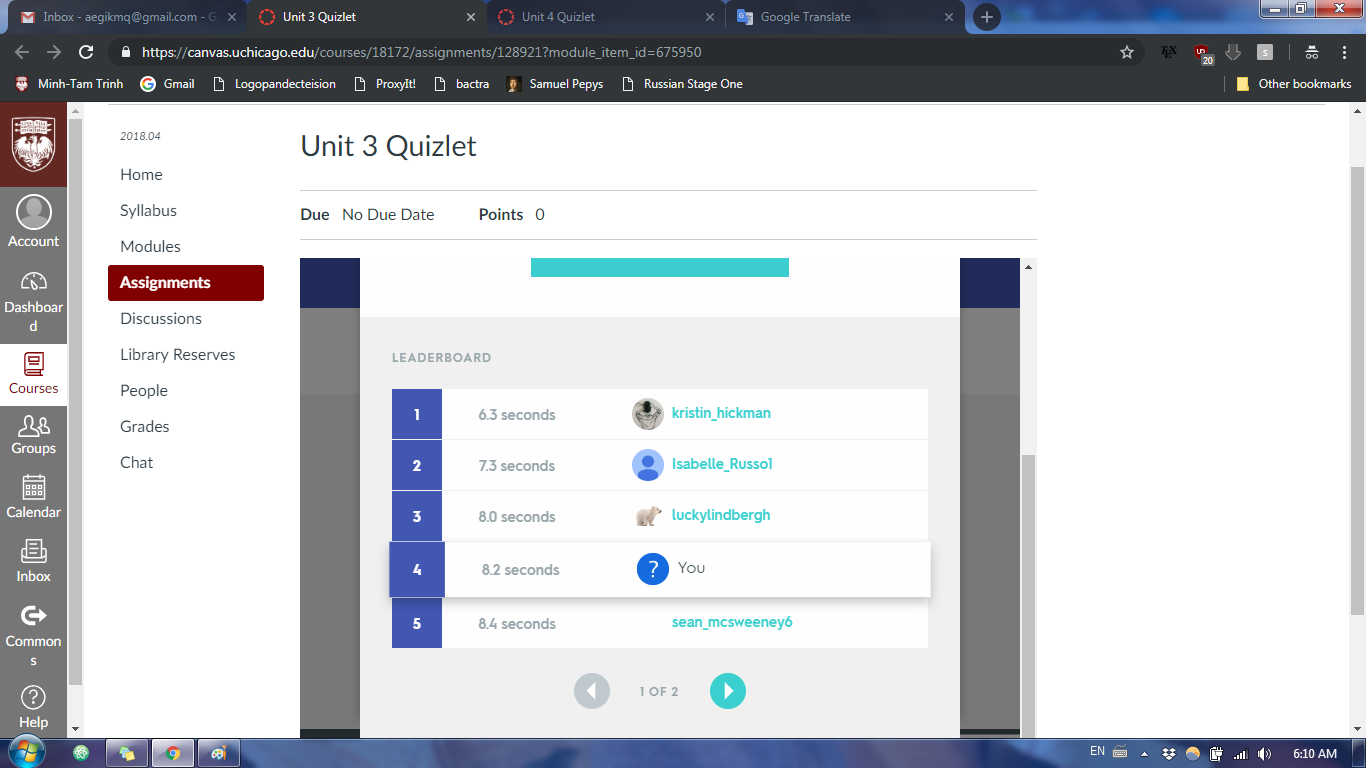 Inbox - aegikmq@gmail.com - G
Unit 3 Quizlet
Unit 4 Quizlet
Google Translate
https://canvas.uchicago.edu/courses/18172/assignments/128921?module_item_id=675950
20
S
Minh-Tam Trinh
Gmail
Logopandecteision
ProxyIt!
bactra
Samuel Pepys
Russian Stage One
Other bookmarks
Account
Dashboar
d
Courses
Groups
Calendar
Inbox
Common
s
Help
2018.04
Home
Syllabus
Modules
Assignments
Discussions
Library Reserves
People
Grades
Chat
Unit 3 Quizlet
Due No Due Date Points 0
LEADERBOARD
1 6.3 seconds kristin_hickman
2 7.3 seconds Isabelle_Russo1
3 8.0 seconds luckylindbergh
4 8.2 seconds ? You
5 8.4 seconds sean_mcsweeney6
1 OF 2
EN
6:10 AM